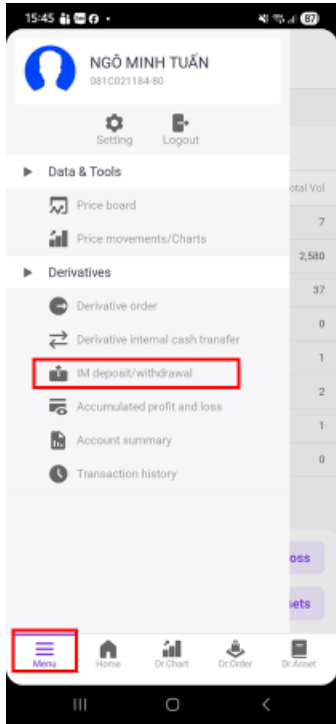 15:45
87
NGÔ MINH TUẤN
081C021184-80
Setting
Logout
Data & Tools
otal Vol
Price board
7
Price movements/Charts
2,580
Derivatives
37
Derivative order
0
Derivative internal cash transfer
1
IM deposit/withdrawal
2
Accumulated profit and loss
1
Account summary
0
Transaction history
oss
sets
Menu
Home
Dr.Chart
Dr.Order
Dr.Asset